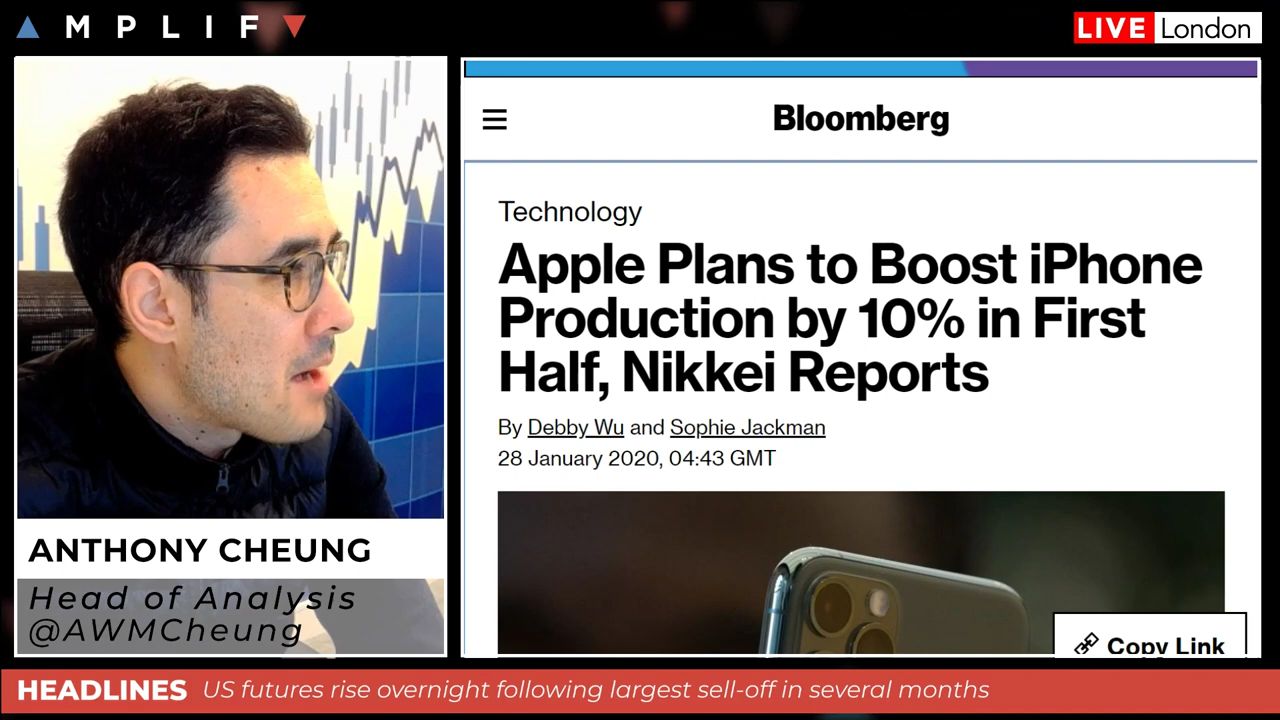 ▲ M P L I F ▼
LIVE London
Bloomberg
Technology
Apple Plans to Boost iPhone
Production by 10% in First
Half, Nikkei Reports
By Debby Wu and Sophie Jackman
28 January 2020, 04:43 GMT
Copy Link
ANTHONY CHEUNG
Head of Analysis
@AWMCheung
HEADLINES US futures rise overnight following largest sell-off in several months